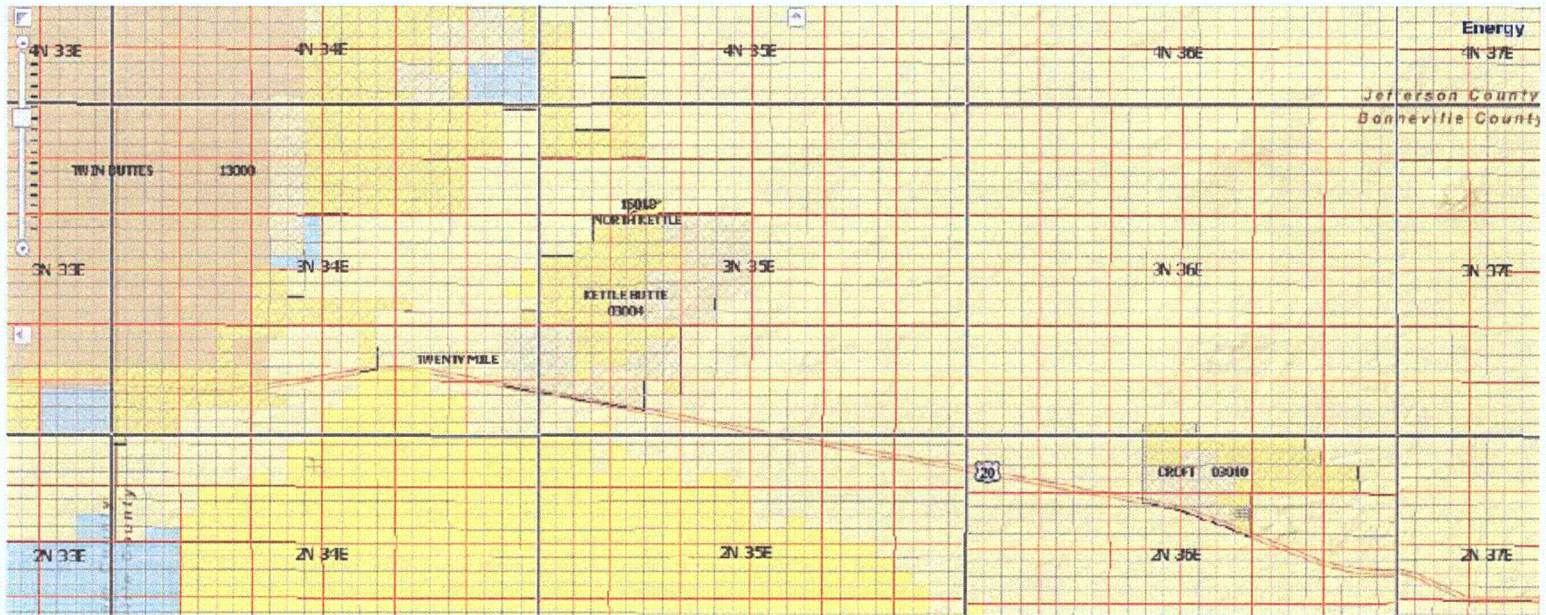 Energy
4N 33E
4N 34E
4N 35E
4N 36E
4N 37E
Jefferson County
Bonneville County
TWIN BUTTES 13000
NORTH KETTLE
3N 33E
3N 34E
3N 35E
3N 36E
3N 37E
KETTLE BUTTE
03004
TWENTY MILE
20
CROFT 03010
County
2N 33E
2N 34E
2N 35E
2N 36E
2N 37E